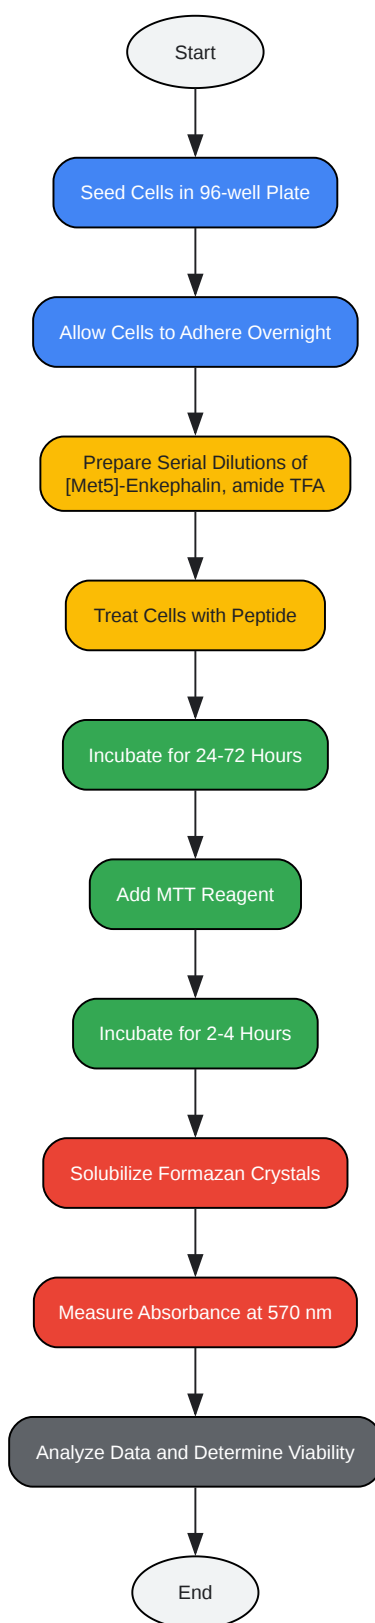 Start
Seed Cells in 96-well Plate
Allow Cells to Adhere Overnight
Prepare Serial Dilutions of
[Met5]-Enkephalin, amide TFA
Treat Cells with Peptide
Incubate for 24-72 Hours
Add MTT Reagent
Incubate for 2-4 Hours
Solubilize Formazan Crystals
Measure Absorbance at 570 nm
Analyze Data and Determine Viability
End